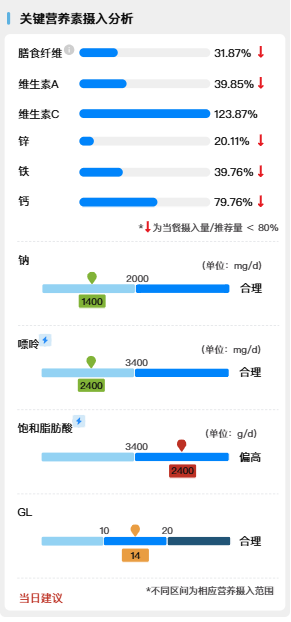 关键营养素摄入分析
膳食纤维 31.87%
维生素A 39.85%
维生素C 123.87%
锌 20.11%
铁 39.76%
钙 79.76%
*↓为当餐摄入量/推荐量 < 80%
钠 (单位：mg/d)
2000
合理
1400
嘌呤 (单位：mg/d)
3400
合理
2400
饱和脂肪酸 (单位：g/d)
3400
偏高
2400
GL
10 20
合理
14
*不同区间为相应营养摄入范围
当日建议